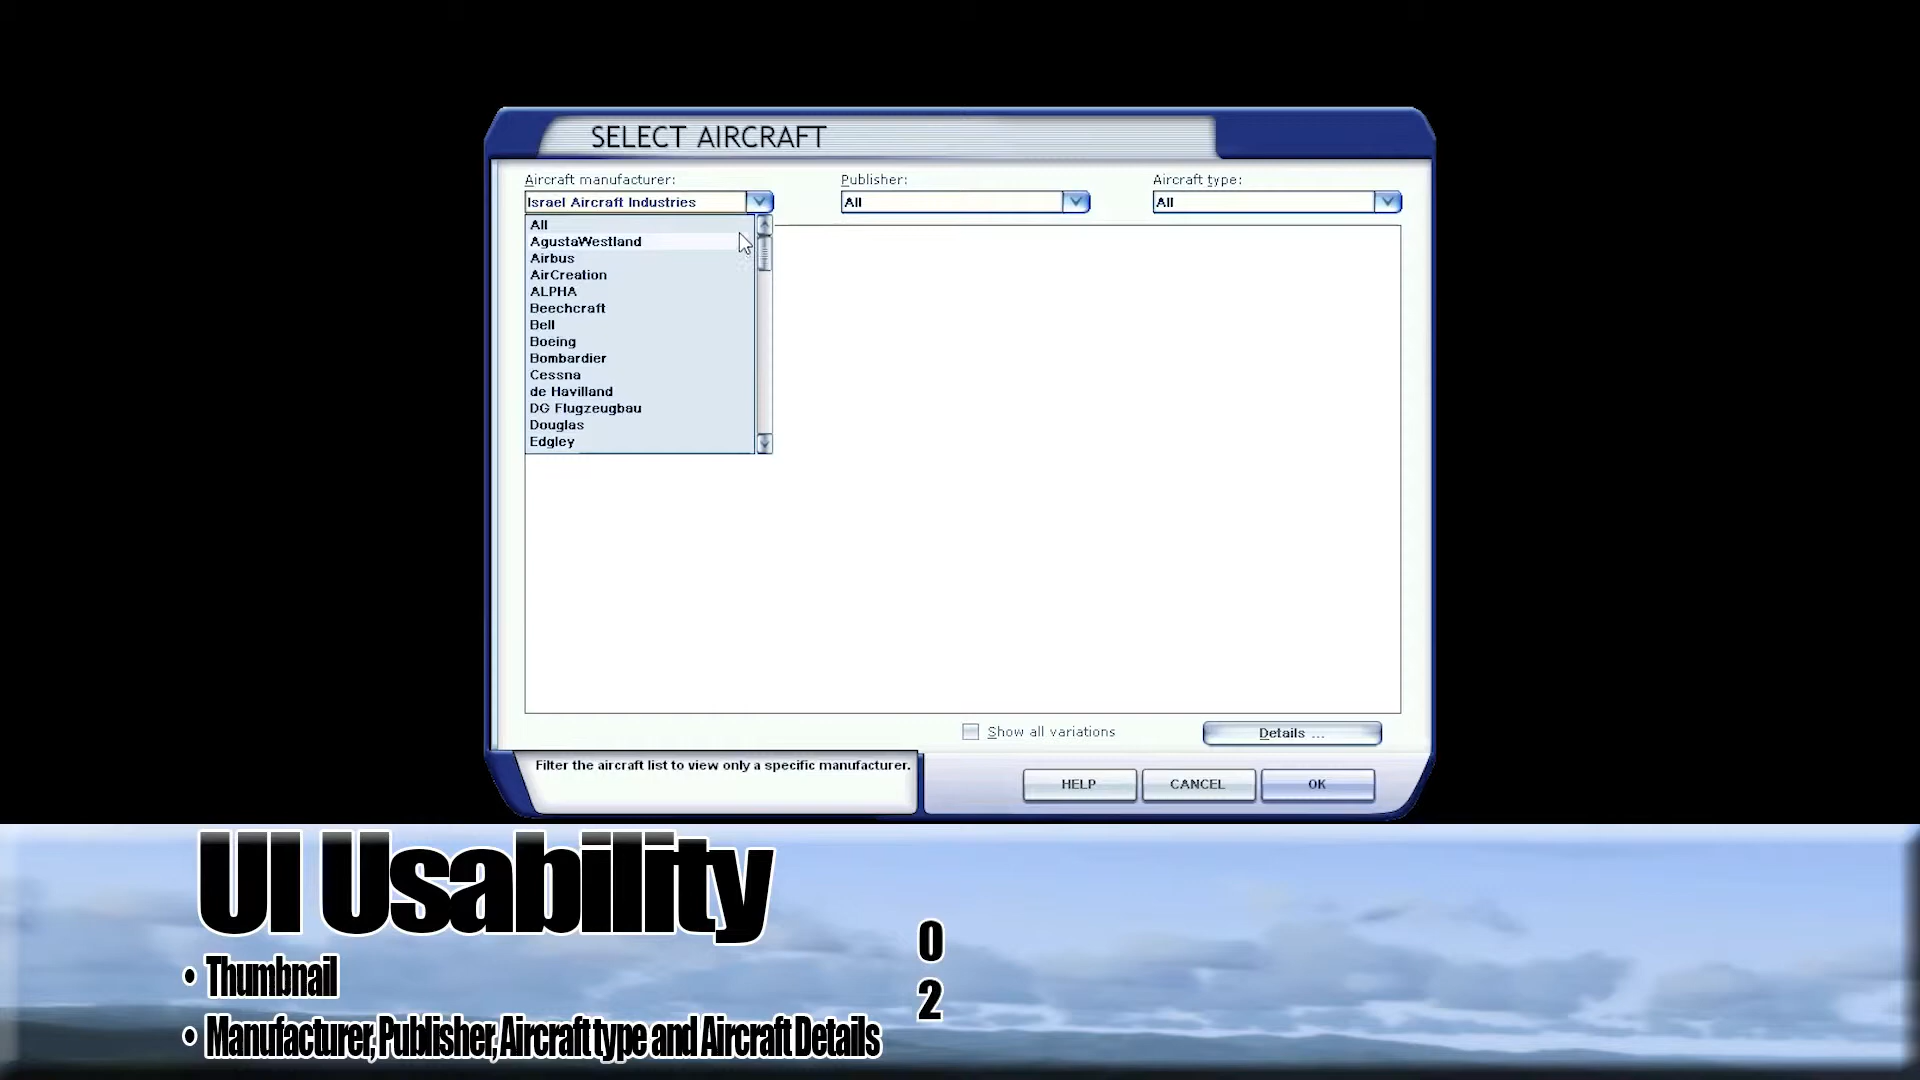 SELECT AIRCRAFT
Aircraft manufacturer: Publisher: Aircraft type:
Israel Aircraft Industries All All
All
AgustaWestland
Airbus
AirCreation
ALPHA
Beechcraft
Bell
Boeing
Bombardier
Cessna
de Havilland
DG Flugzeugbau
Douglas
Edgley
Show all variations Details ...
Filter the aircraft list to view only a specific manufacturer.
HELP CANCEL OK
UI Usability
• Thumbnail 0
• Manufacturer, Publisher, Aircraft type and Aircraft Details 2